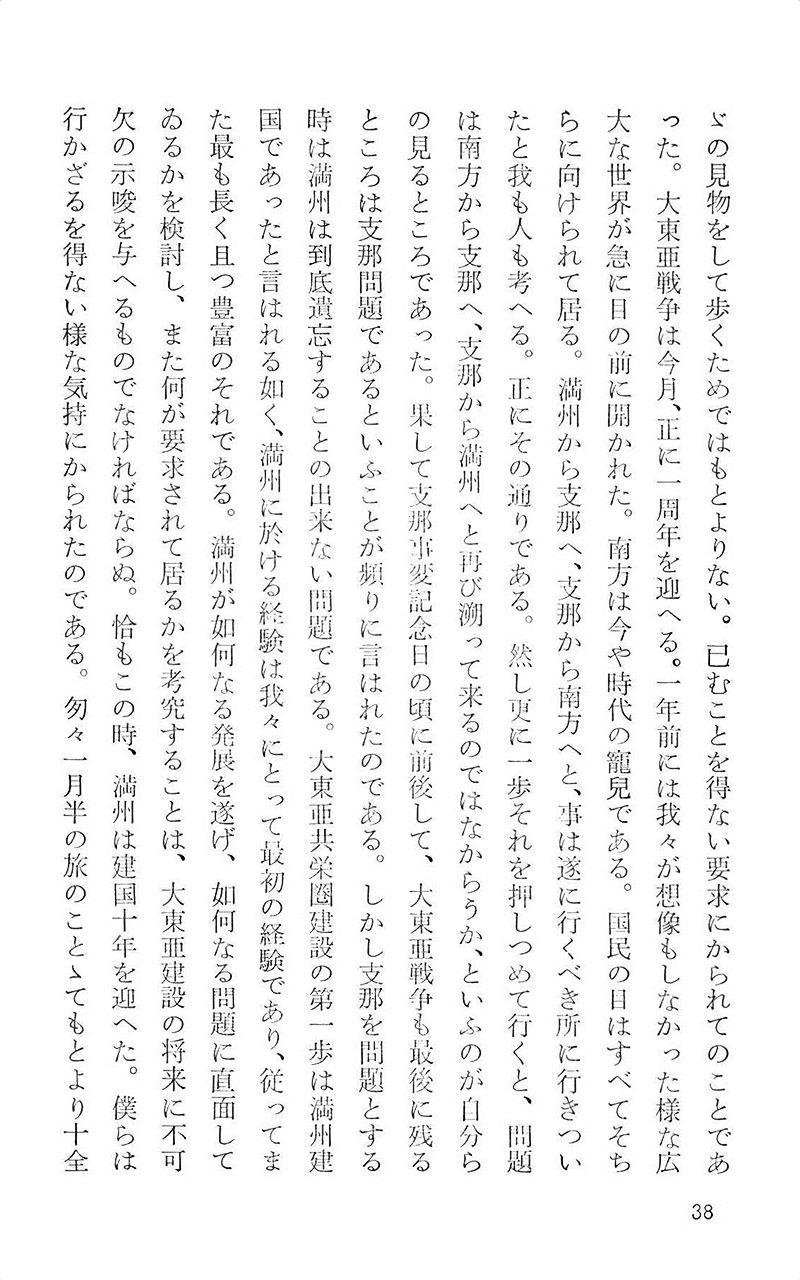 ゞの見物をして歩くためではもとよりない。已むことを得ない要求にかられてのことであ
った。大東亜戦争は今月、正に一周年を迎へる。一年前には我々が想像もしなかった様な広
大な世界が急に目の前に開かれた。南方は今や時代の寵兒である。国民の目はすべてそち
らに向けられて居る。満州から支那へ、支那から南方へと、事は遂に行くべき所に行きつい
たと我も人も考へる。正にその通りである。然し更に一歩それを押しつめて行くと、問題
は南方から支那へ、支那から満州へと再び溯って来るのではなからうか、といふのが自分ら
の見るところであった。果して支那事変記念日の頃に前後して、大東亜戦争も最後に残る
ところは支那問題であるといふことが頻りに言はれたのである。しかし支那を問題とする
時は満州は到底遺忘することの出来ない問題である。大東亜共栄圏建設の第一歩は満州建
国であったと言はれる如く、満州に於ける経験は我々にとって最初の経験であり、従ってま
た最も長く且つ豊富のそれである。満州が如何なる発展を遂げ、如何なる問題に直面して
ゐるかを検討し、また何が要求されて居るかを考究することは、大東亜建設の将来に不可
欠の示唆を与へるものでなければならぬ。恰もこの時、満州は建国十年を迎へた。僕らは
行かざるを得ない様な気持にかられたのである。匆々一月半の旅のことゝてもとより十全
38